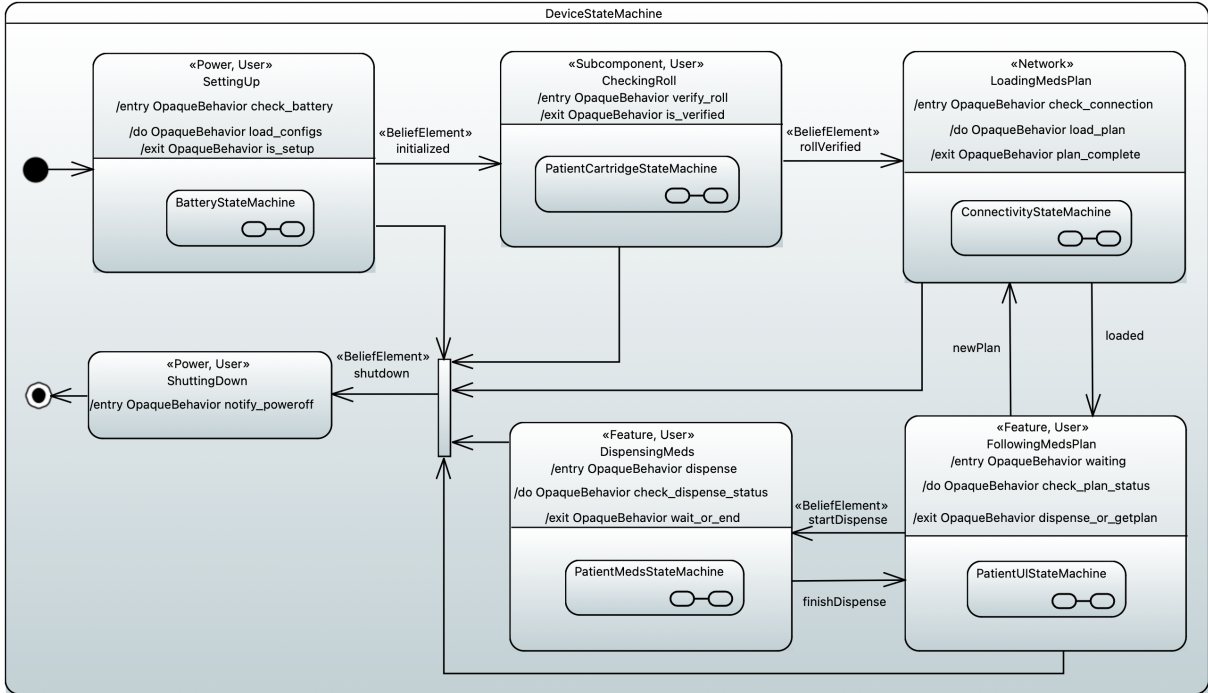 DeviceStateMachine
«Power, User»
SettingUp
/entry OpaqueBehavior check_battery
/do OpaqueBehavior load_configs
/exit OpaqueBehavior is_setup
BatteryStateMachine
«BeliefElement»
initialized
«Subcomponent, User»
CheckingRoll
/entry OpaqueBehavior verify_roll
/exit OpaqueBehavior is_verified
PatientCartridgeStateMachine
«BeliefElement»
rollVerified
«Network»
LoadingMedsPlan
/entry OpaqueBehavior check_connection
/do OpaqueBehavior load_plan
/exit OpaqueBehavior plan_complete
ConnectivityStateMachine
newPlan
loaded
«Power, User»
ShuttingDown
/entry OpaqueBehavior notify_poweroff
«BeliefElement»
shutdown
«Feature, User»
DispensingMeds
/entry OpaqueBehavior dispense
/do OpaqueBehavior check_dispense_status
/exit OpaqueBehavior wait_or_end
PatientMedsStateMachine
«BeliefElement»
startDispense
finishDispense
«Feature, User»
FollowingMedsPlan
/entry OpaqueBehavior waiting
/do OpaqueBehavior check_plan_status
/exit OpaqueBehavior dispense_or_getplan
PatientUIStateMachine